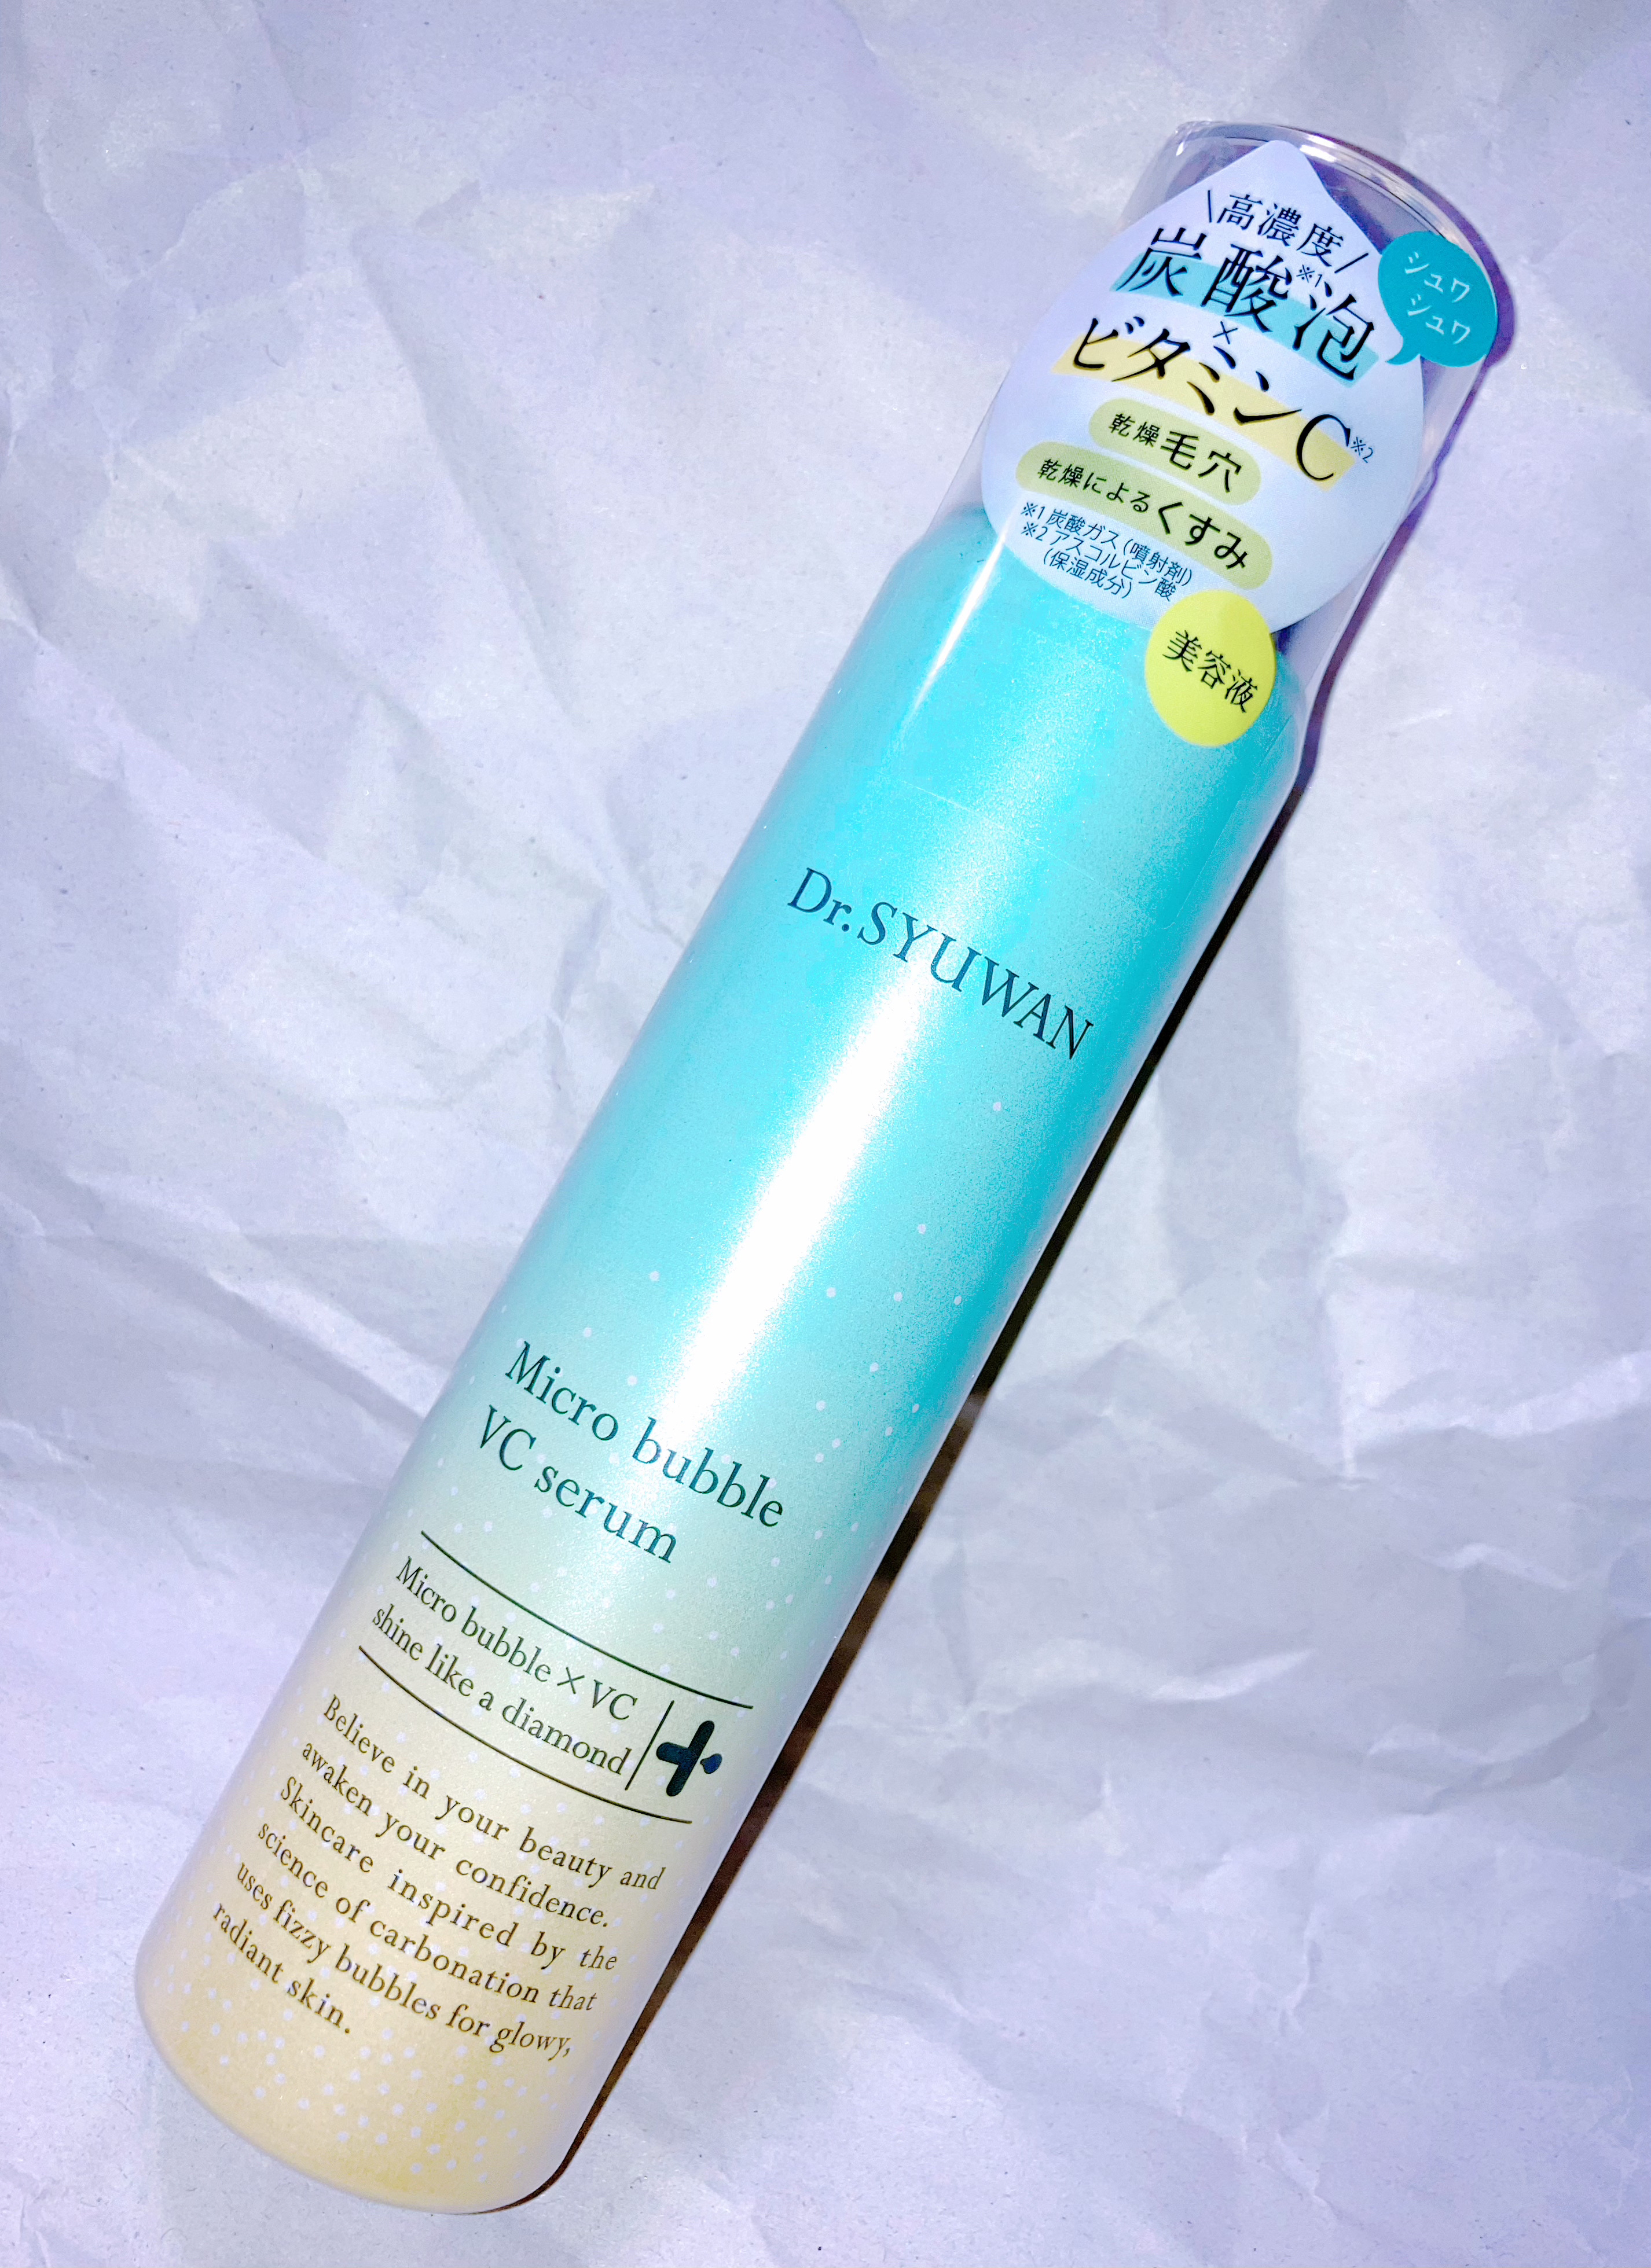 \高濃度/
炭酸泡※1
×
ビタミンC※2
シュワ
シュワ
乾燥毛穴
乾燥によるくすみ
※1 炭酸ガス(噴射剤)
※2 アスコルビン酸
(保湿成分)
美容液
Dr.SYUWAN
Micro bubble
VC serum
Micro bubble×VC
shine like a diamond
Believe in your beauty and
awaken your confidence.
Skincare inspired by the
science of carbonation that
uses fizzy bubbles for glowy,
radiant skin.